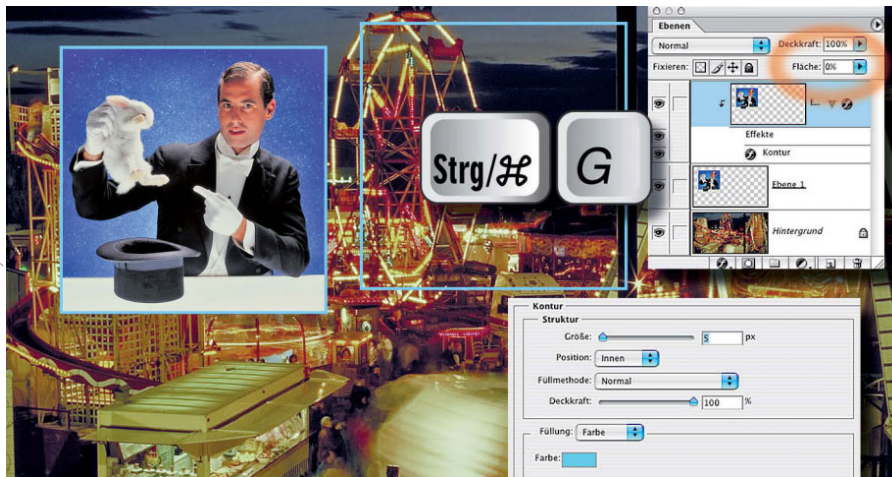 Ebenen
Normal
Deckkraft: 100%
Fixieren:
Fläche: 0%
Effekte
Kontur
Ebene 1
Hintergrund
Strg/⌘ G
Kontur
Struktur
Größe: 5 px
Position: Innen
Füllmethode: Normal
Deckkraft: 100 %
Füllung: Farbe
Farbe: